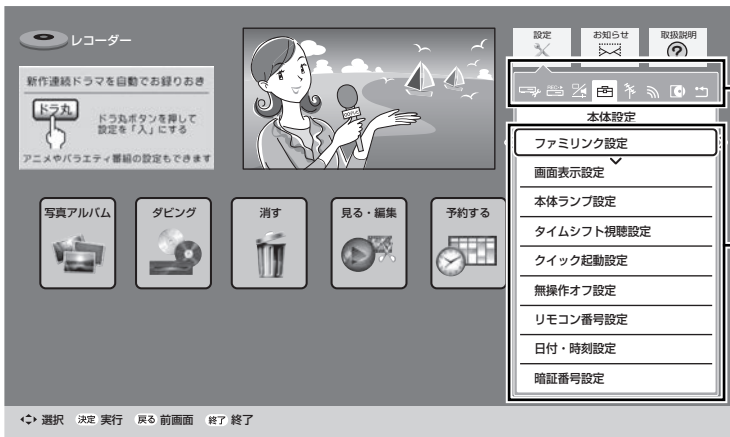 レコーダー
設定
お知らせ
取扱説明
新作連続ドラマを自動でお録りおき
ドラ丸
ドラ丸ボタンを押して
設定を「入」にする
アニメやバラエティ番組の設定もできます
本体設定
ファミリンク設定
画面表示設定
本体ランプ設定
タイムシフト視聴設定
クイック起動設定
無操作オフ設定
リモコン番号設定
日付・時刻設定
暗証番号設定
写真アルバム
ダビング
消す
見る・編集
予約する
選択 決定 実行 戻る 前画面 終了 終了